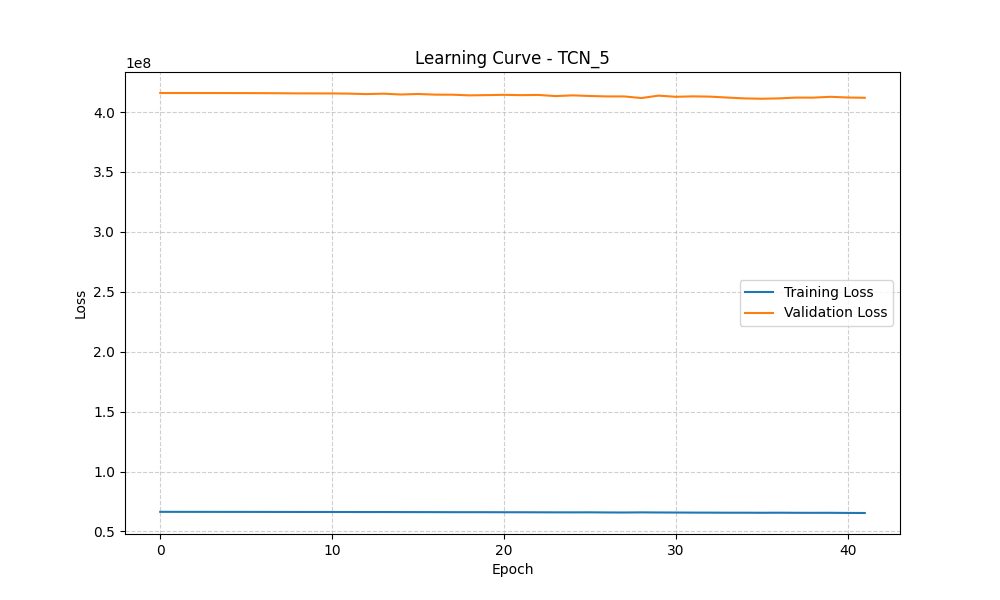 Learning Curve - TCN_5
1e8
4.0
3.5
3.0
2.5
2.0
1.5
1.0
0.5
Loss
Training Loss
Validation Loss
0 10 20 30 40
Epoch